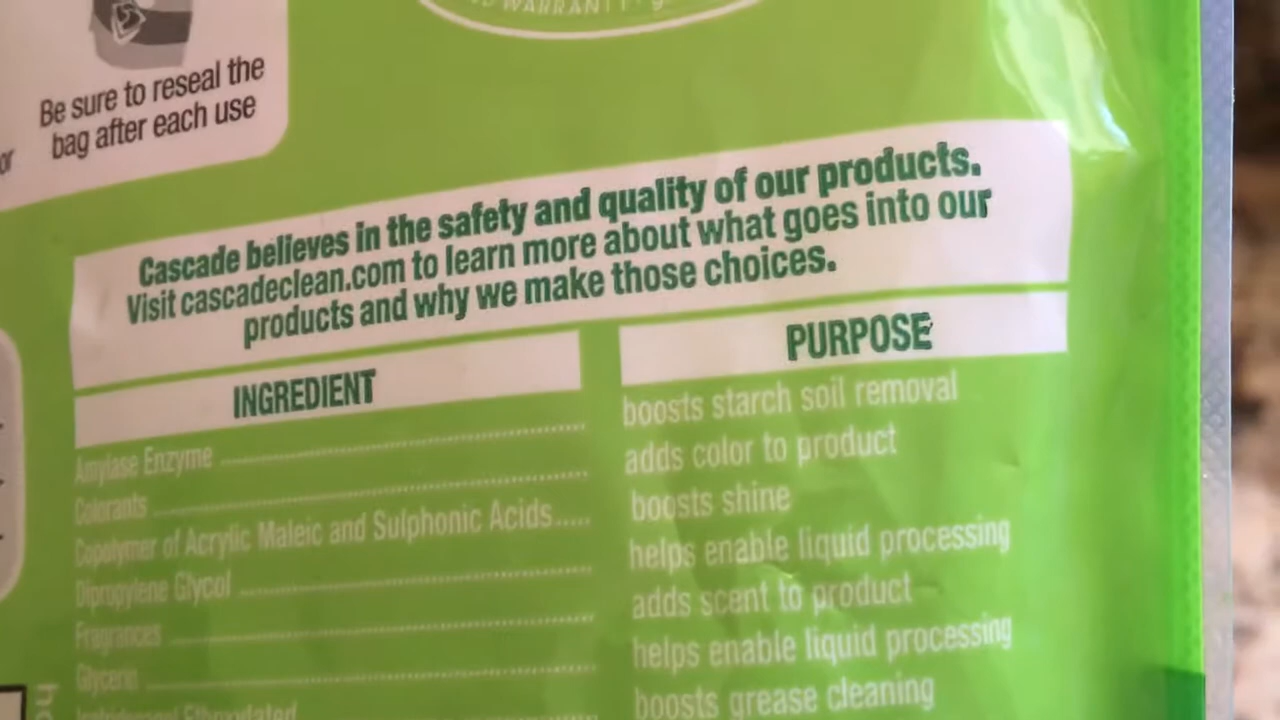 WARRANTY
Be sure to reseal the
bag after each use
or
Cascade believes in the safety and quality of our products.
Visit cascadeclean.com to learn more about what goes into our
products and why we make those choices.
INGREDIENT PURPOSE
Amylase Enzyme boosts starch soil removal
Colorants adds color to product
Copolymer of Acrylic Maleic and Sulphonic Acids..... boosts shine
Dipropylene Glycol helps enable liquid processing
Fragrances adds scent to product
Glycerin helps enable liquid processing
Ethoxylated boosts grease cleaning